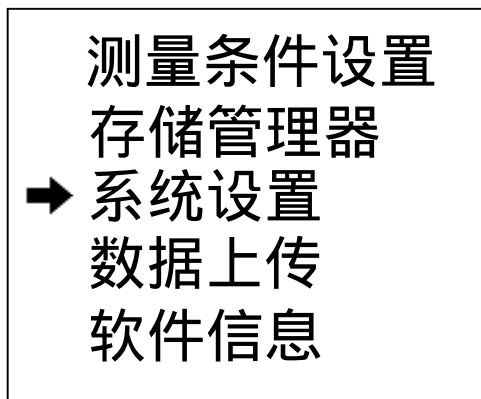 测量条件设置
存储管理器
系统设置
数据上传
软件信息